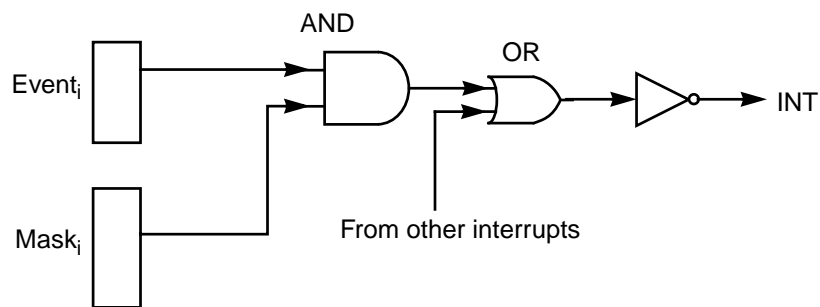 AND
OR
Eventi
INT
Maski
From other interrupts